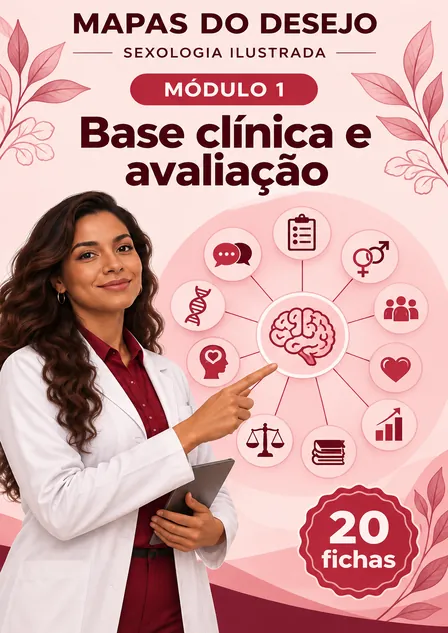 MAPAS DO DESEJO
SEXOLOGIA ILUSTRADA
MÓDULO 1
Base clínica e
avaliação
20
fichas